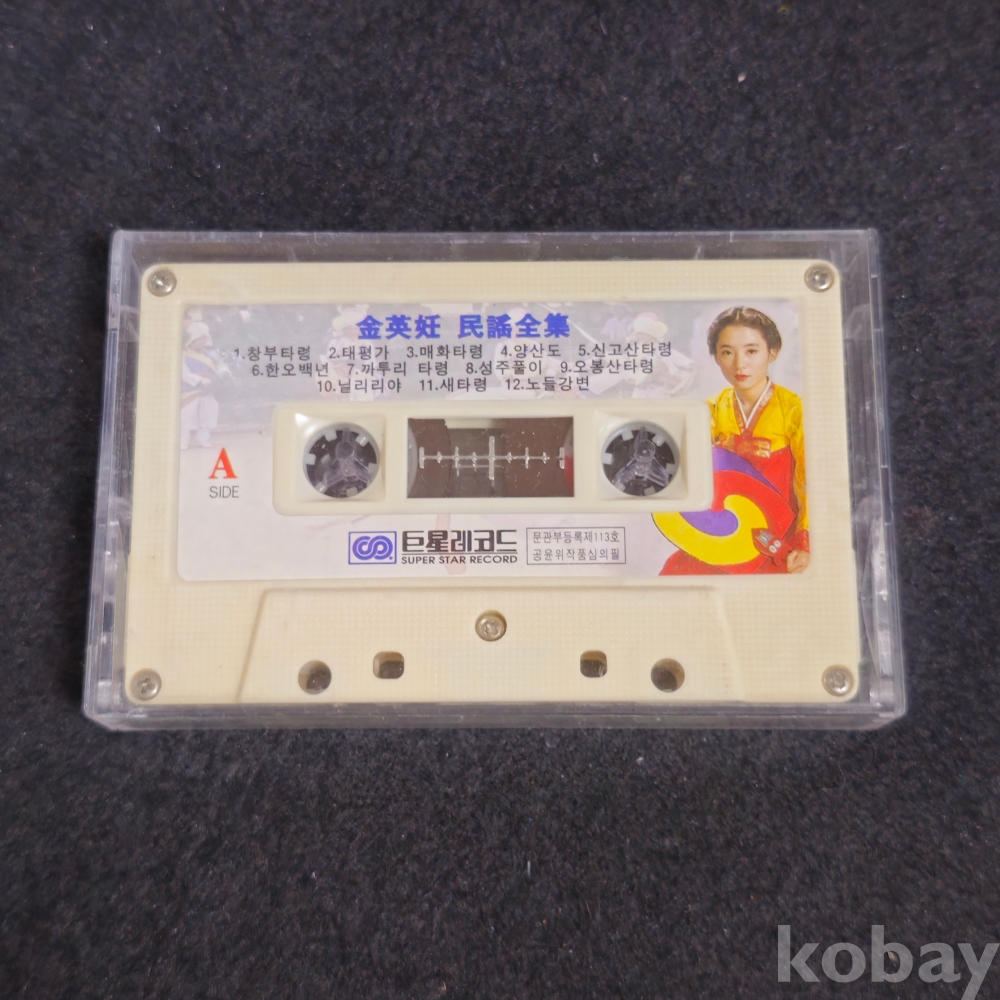 金英妊 民謠全集
1.창부타령 2.태평가 3.매화타령 4.양산도 5.신고산타령
6.한오백년 7.까투리 타령 8.성주풀이 9.오봉산타령
10.닐리리야 11.새타령 12.노들강변
A
SIDE
巨星레코드
SUPER STAR RECORD
문관부등록제113호
공윤위작품심의필
kobay